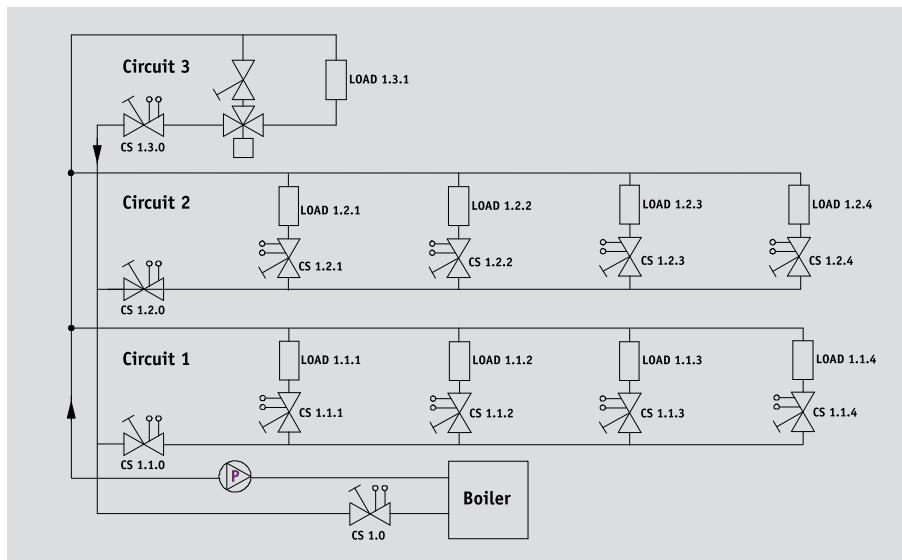 Circuit 3
LOAD 1.3.1
CS 1.3.0
Circuit 2
LOAD 1.2.1
LOAD 1.2.2
LOAD 1.2.3
LOAD 1.2.4
CS 1.2.1
CS 1.2.2
CS 1.2.3
CS 1.2.4
CS 1.2.0
Circuit 1
LOAD 1.1.1
LOAD 1.1.2
LOAD 1.1.3
LOAD 1.1.4
CS 1.1.1
CS 1.1.2
CS 1.1.3
CS 1.1.4
CS 1.1.0
P
Boiler
CS 1.0